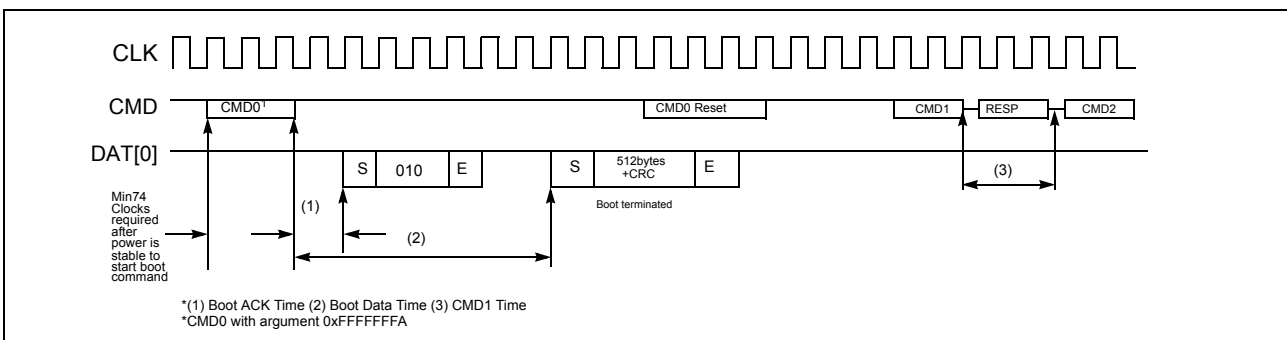 CLK
CMD
CMD0¹
CMD0 Reset
CMD1
RESP
CMD2
DAT[0]
S
010
E
S
512bytes
+CRC
E
(3)
Boot terminated
Min74
Clocks
required
after
power is
stable to
start boot
command
(1)
(2)
*(1) Boot ACK Time (2) Boot Data Time (3) CMD1 Time
*CMD0 with argument 0xFFFFFFFA